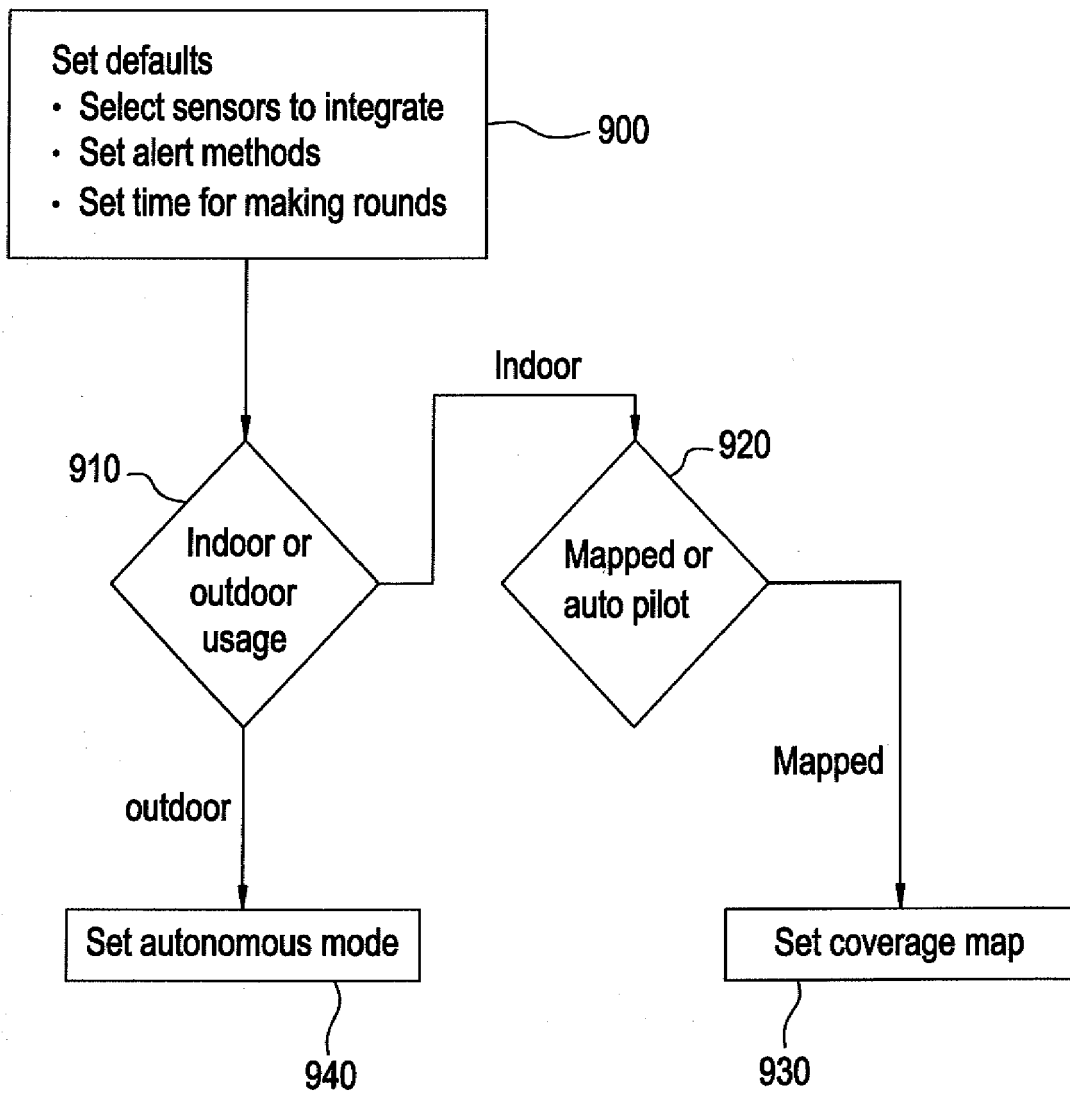 Set defaults
• Select sensors to integrate
• Set alert methods
• Set time for making rounds
900
Indoor
910
920
Indoor or
outdoor
usage
Mapped or
auto pilot
outdoor
Mapped
Set autonomous mode
Set coverage map
940
930